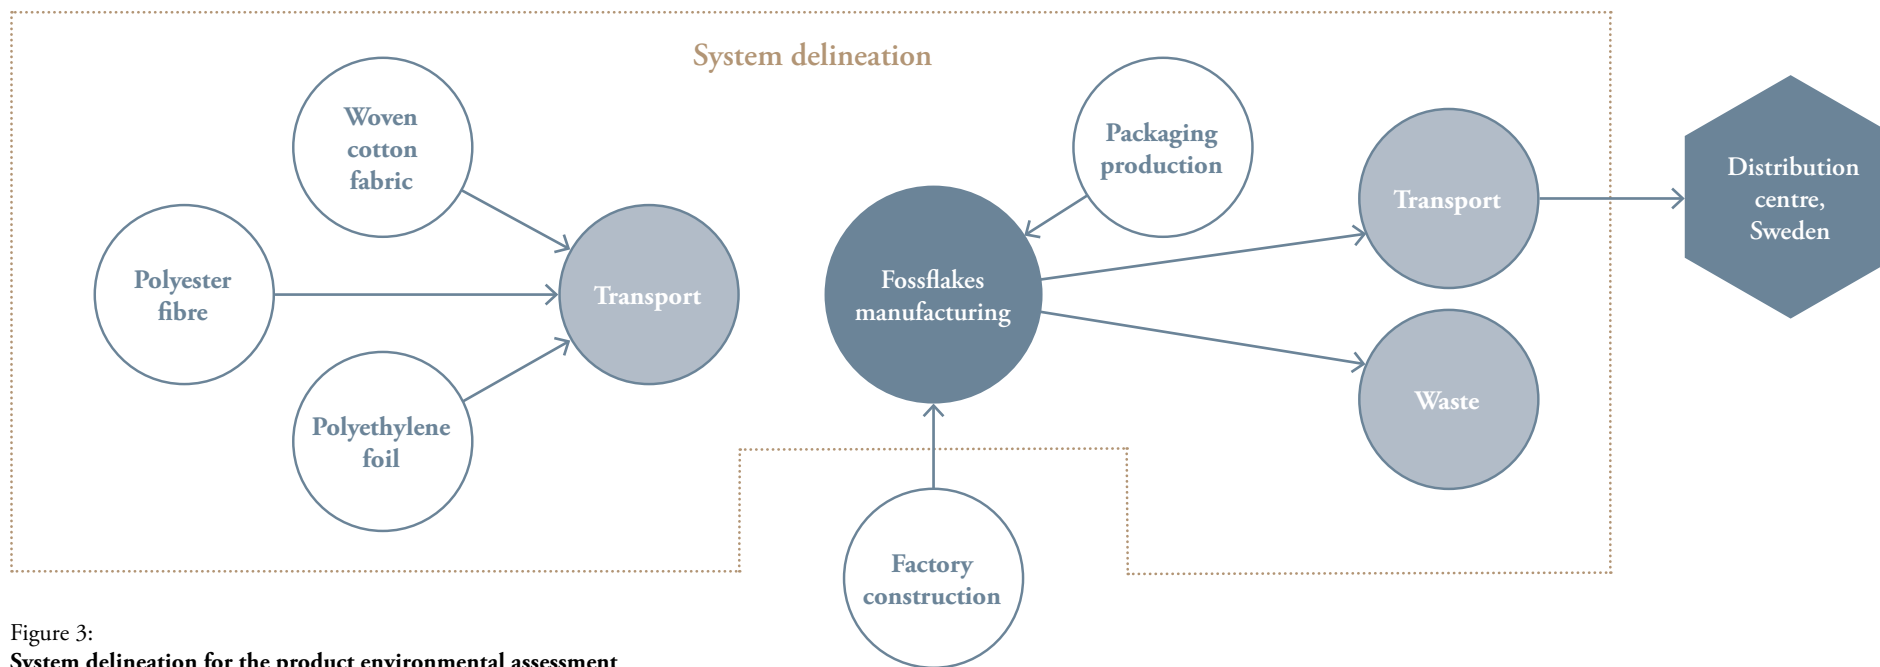 System delineation
Woven
cotton
fabric
Polyester
fibre
Polyethylene
foil
Transport
Fossflakes
manufacturing
Packaging
production
Factory
construction
Transport
Waste
Distribution
centre,
Sweden
Figure 3:
System delineation for the product environmental assessment